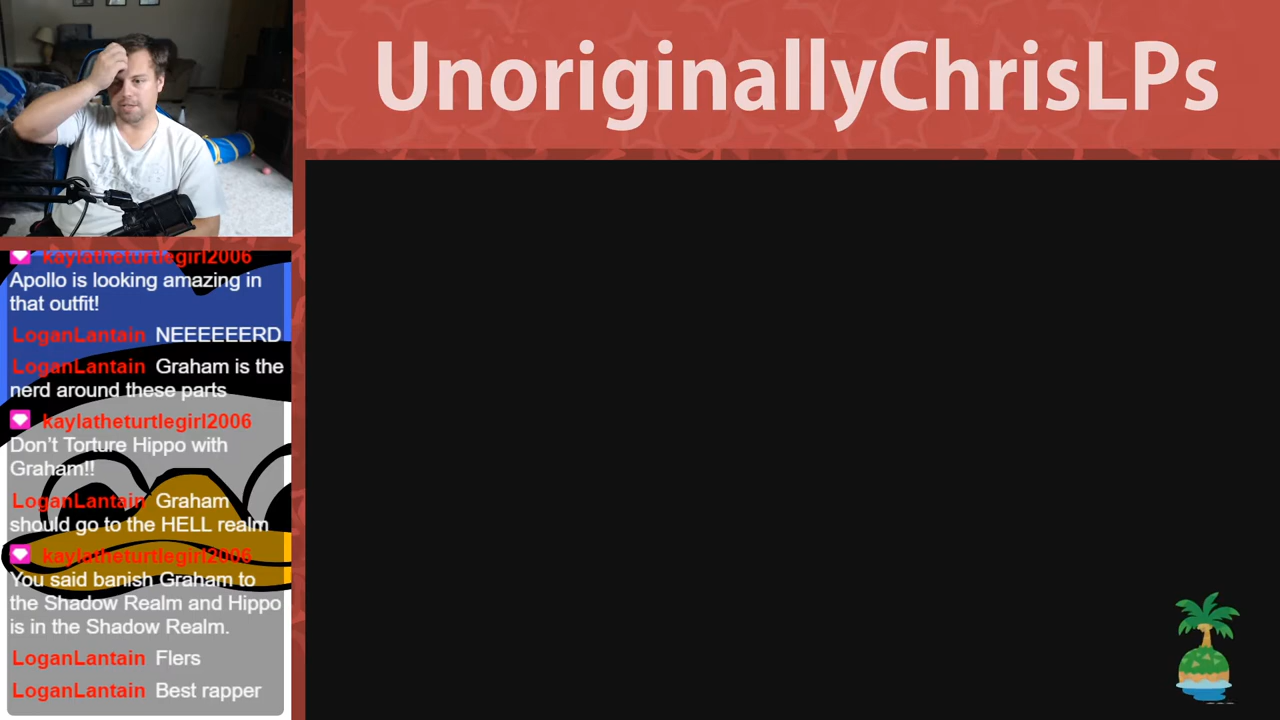 UnoriginallyChrisLPs
kaylatheturtlegirl2006
Apollo is looking amazing in
that outfit!
LoganLantain NEEEEEERD
LoganLantain Graham is the
nerd around these parts
kaylatheturtlegirl2006
Don't Torture Hippo with
Graham!!
LoganLantain Graham
should go to the HELL realm
kaylatheturtlegirl2006
You said banish Graham to
the Shadow Realm and Hippo
is in the Shadow Realm.
LoganLantain Flers
LoganLantain Best rapper